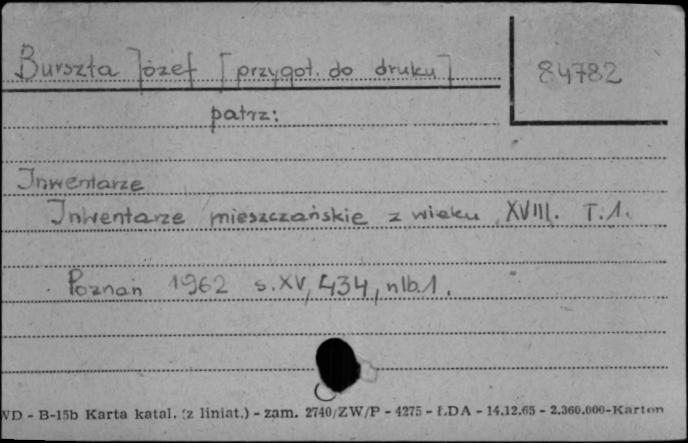 Burszta Józef [przygot. do druku] 84782
patrz:
Inwentarze
Inwentarze mieszczańskie z wieku XVIII. T.1.
Poznań 1962 s.XV, 434, nlb.1.
WD - B-15b Karta katal. (z liniat.) - zam. 2740/ZW/P - 4275 - ŁDA - 14.12.65 - 2.360.000-Karton